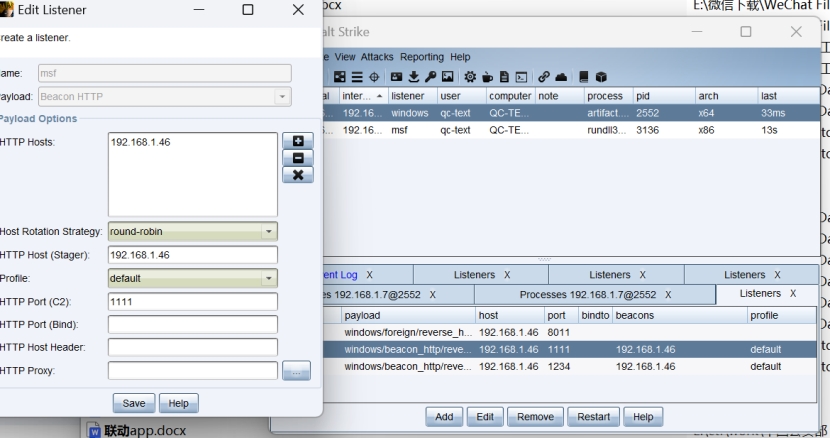 Edit Listener
reate a listener.
ame: msf
ayload: Beacon HTTP
Payload Options
HTTP Hosts: 192.168.1.46
Host Rotation Strategy: round-robin
HTTP Host (Stager): 192.168.1.46
Profile: default
HTTP Port (C2): 1111
HTTP Port (Bind):
HTTP Host Header:
HTTP Proxy: ...
Save Help
ocx
E:\微信下载\WeChat Fil
alt Strike
e View Attacks Reporting Help
al inter... listener user computer note process pid arch last
6... 192.16... windows qc-text QC-TE... artifact.... 2552 x64 33ms
6... 192.16... msf qc-text QC-TE... rundll3... 3136 x86 13s
ent Log X Listeners X Listeners X Listeners X
es 192.168.1.7@2552 X Processes 192.168.1.7@2552 X Listeners X
payload host port bindto beacons profile
windows/foreign/reverse_h... 192.168.1.46 8011
windows/beacon_http/reve... 192.168.1.46 1111 192.168.1.46 default
windows/beacon_http/reve... 192.168.1.46 1234 192.168.1.46 default
Add Edit Remove Restart Help
联动app.docx